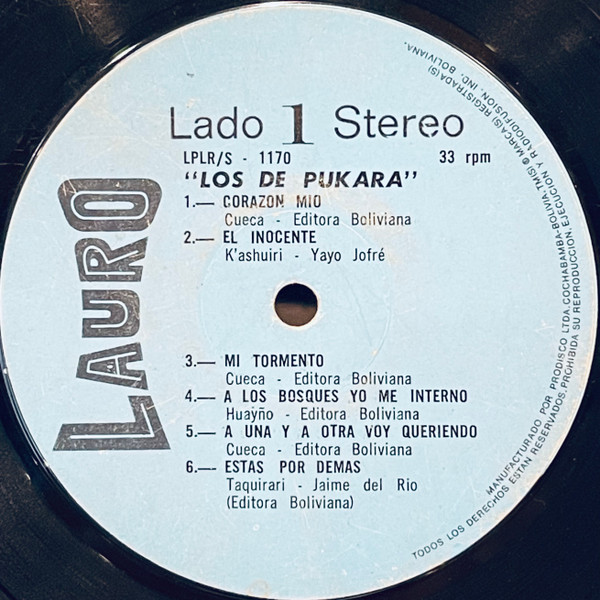 Lado 1 Stereo
LPLR/S - 1170 33 rpm
"LOS DE PUKARA"
1.— CORAZON MIO
Cueca - Editora Boliviana
2.— EL INOCENTE
K'ashuiri - Yayo Jofré
LAURO
3.— MI TORMENTO
Cueca - Editora Boliviana
4.— A LOS BOSQUES YO ME INTERNO
Huayño - Editora Boliviana
5.— A UNA Y A OTRA VOY QUERIENDO
Cueca - Editora Boliviana
6.— ESTAS POR DEMAS
Taquirari - Jaime del Rio
(Editora Boliviana)
MANUFACTURADO POR PRODISCO LTDA.COCHABAMBA-BOLIVIA.TM(S)®MARCA(S) REGISTRADA(S)
TODOS LOS DERECHOS ESTAN RESERVADOS.PROHIBIDA SU REPRODUCCION, EJECUCION Y RADIODIFUSION. IND. BOLIVIANA.